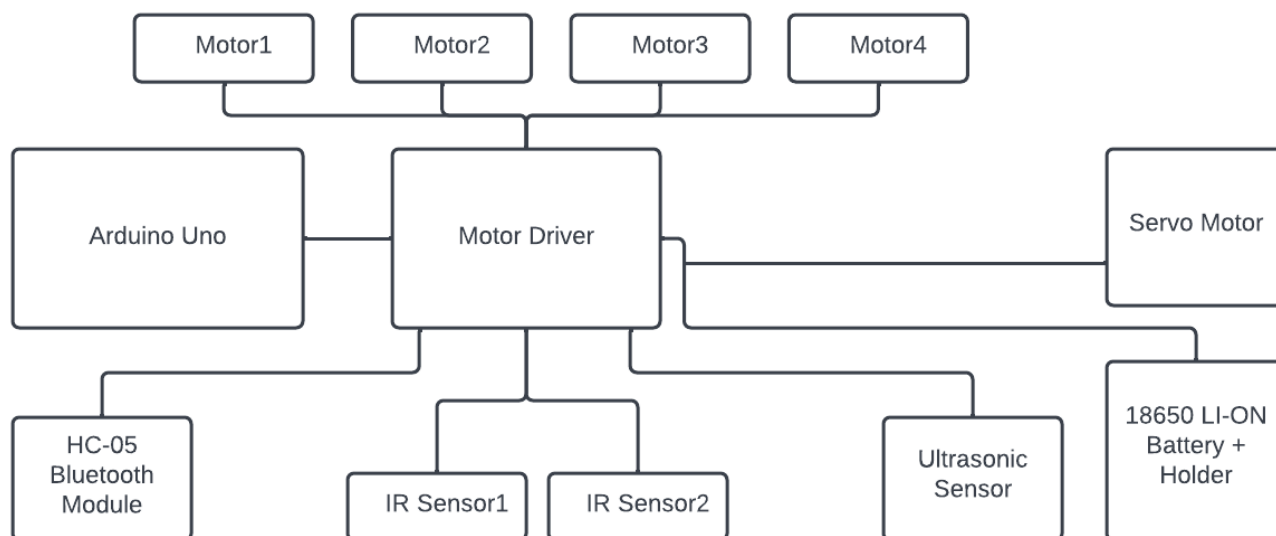 Motor1
Motor2
Motor3
Motor4
Arduino Uno
Motor Driver
Servo Motor
HC-05
Bluetooth
Module
IR Sensor1
IR Sensor2
Ultrasonic
Sensor
18650 LI-ON
Battery +
Holder